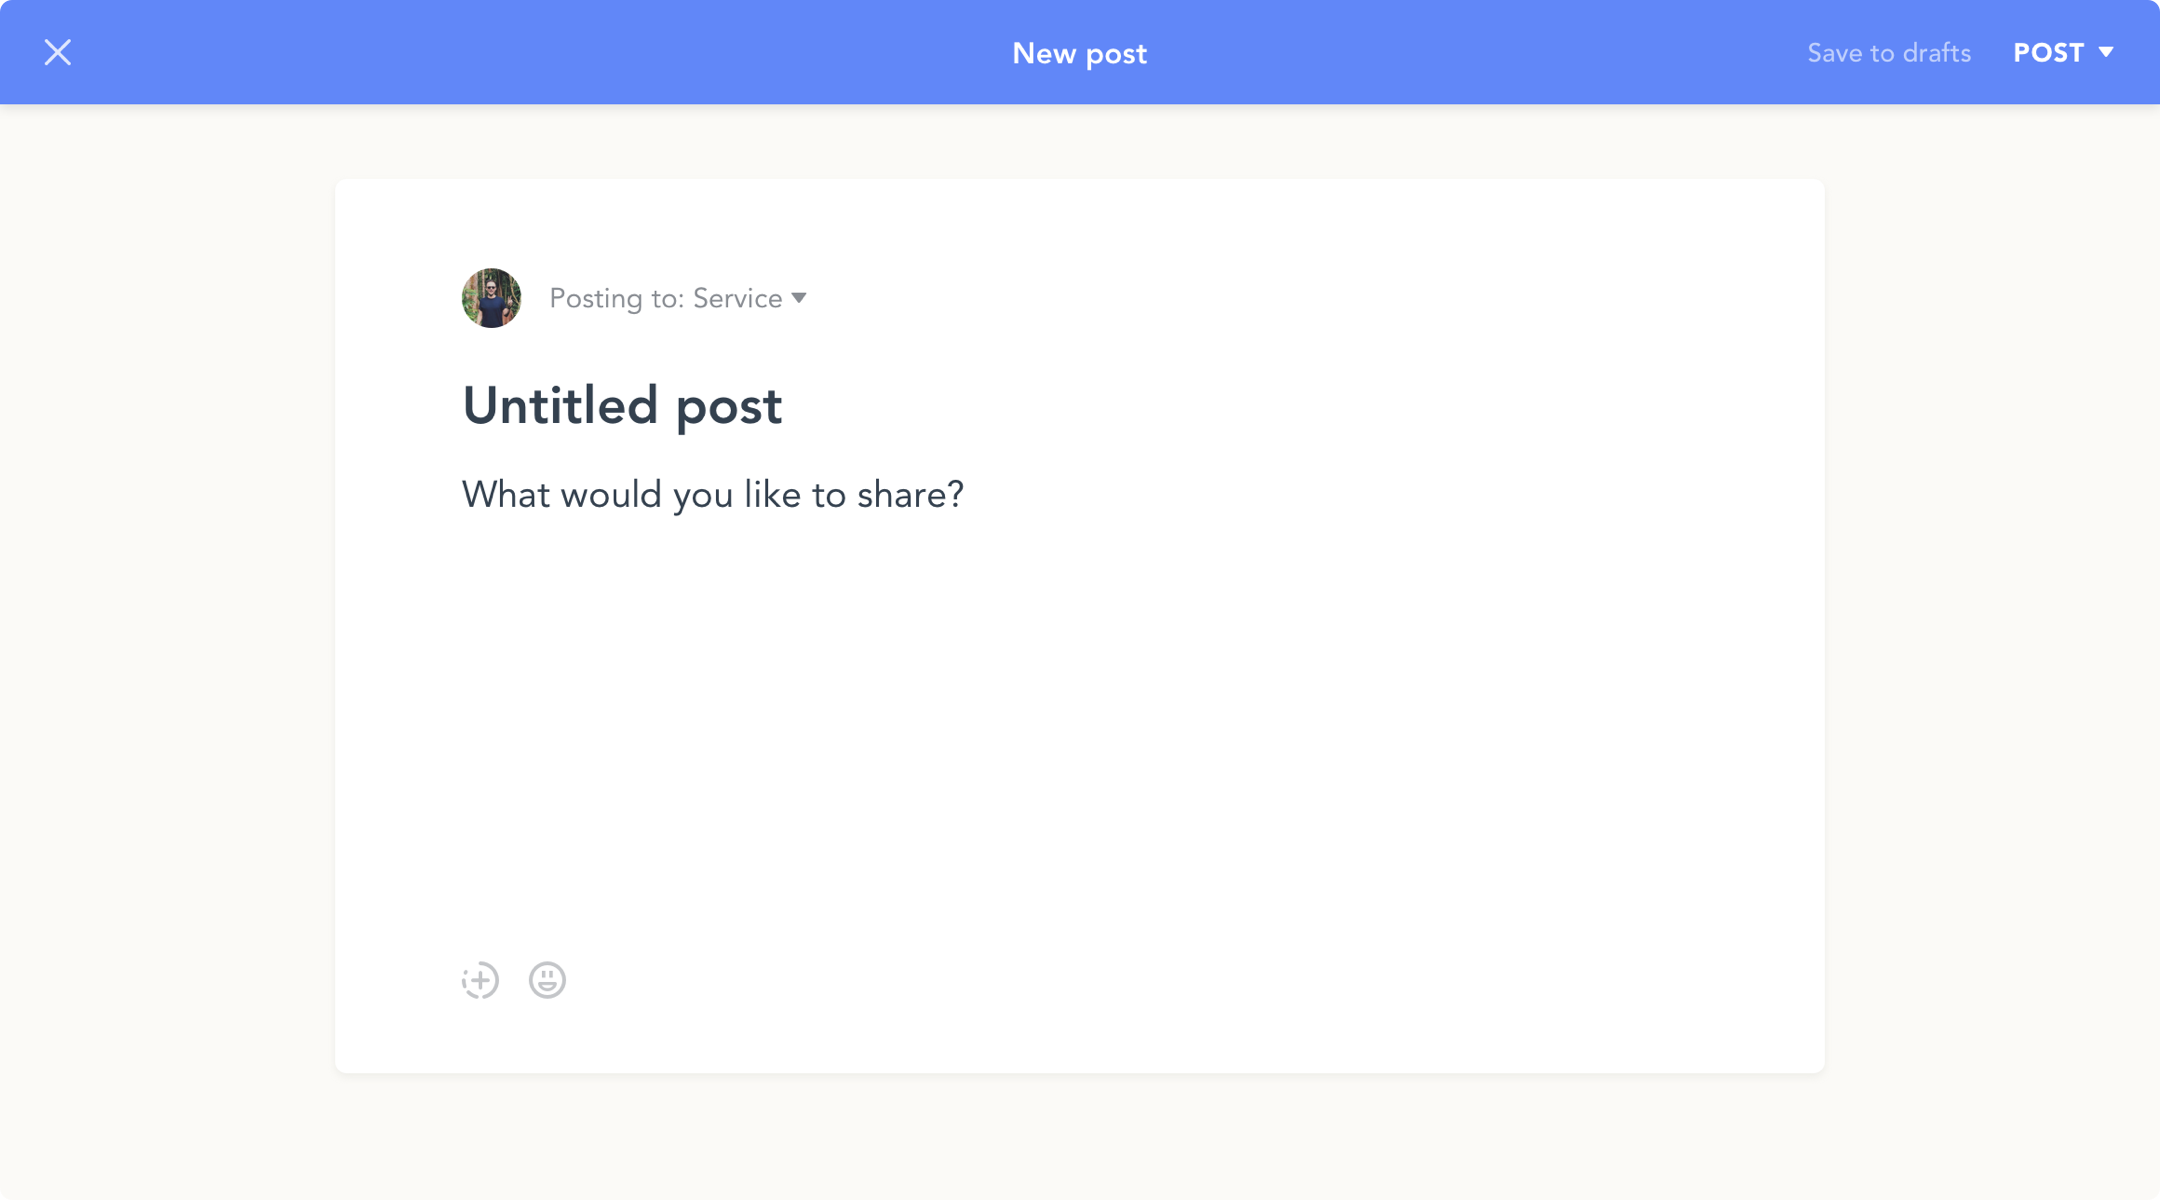 New post
Save to drafts
POST
Posting to: Service
Untitled post
What would you like to share?